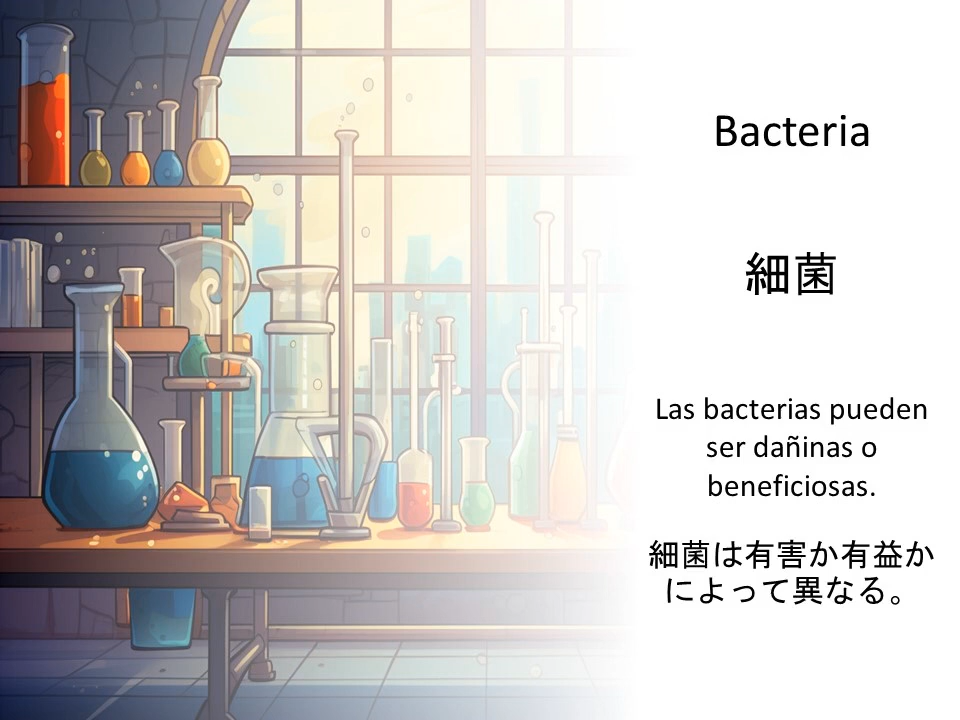 Bacteria
細菌
Las bacterias pueden
ser dañinas o
beneficiosas.
細菌は有害か有益か
によって異なる。